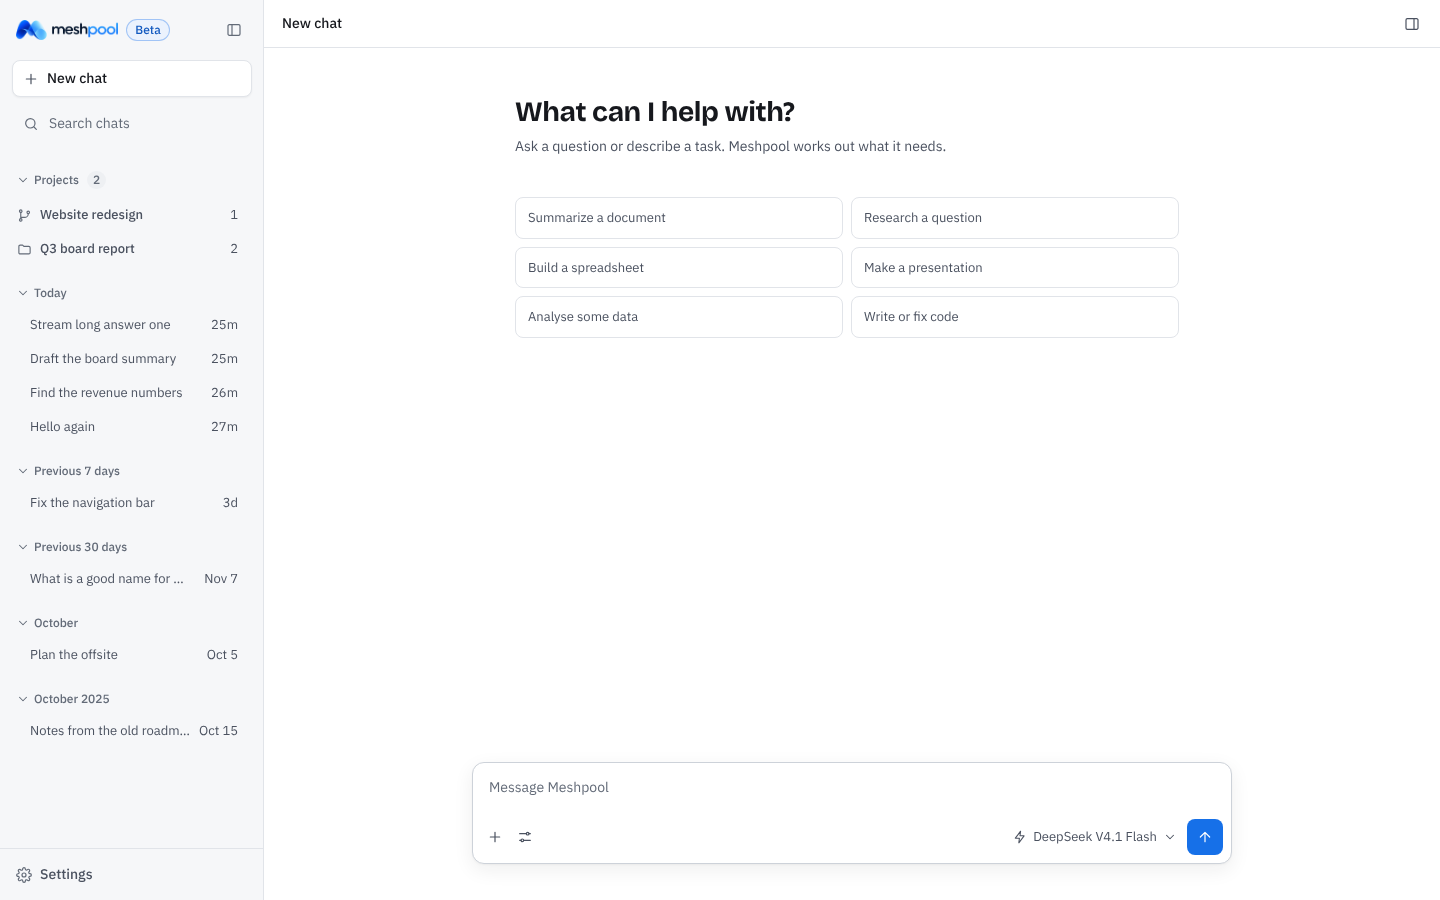 meshpool Beta
New chat
Search chats
Projects 2
Website redesign 1
Q3 board report 2
Today
Stream long answer one 25m
Draft the board summary 25m
Find the revenue numbers 26m
Hello again 27m
Previous 7 days
Fix the navigation bar 3d
Previous 30 days
What is a good name for ... Nov 7
October
Plan the offsite Oct 5
October 2025
Notes from the old roadm... Oct 15
Settings
New chat
What can I help with?
Ask a question or describe a task. Meshpool works out what it needs.
Summarize a document
Research a question
Build a spreadsheet
Make a presentation
Analyse some data
Write or fix code
Message Meshpool
DeepSeek V4.1 Flash